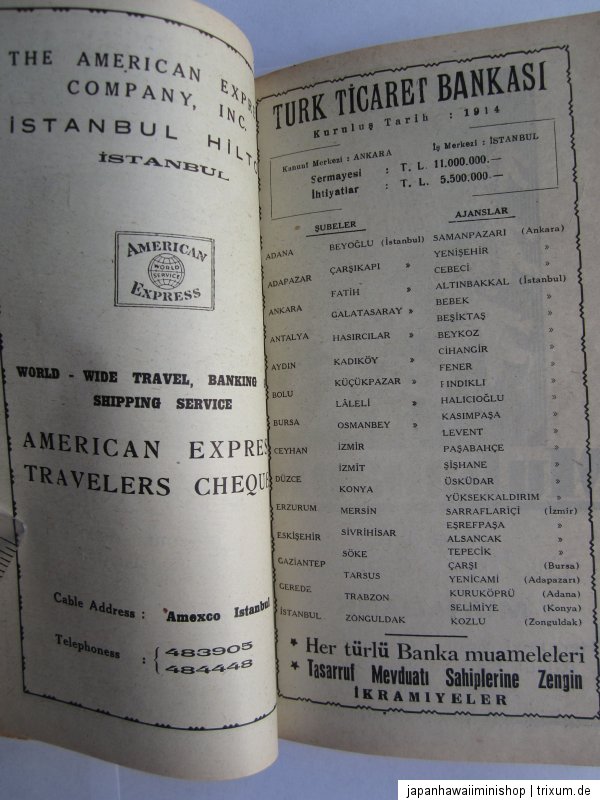 THE AMERICAN EXPR
COMPANY, INC.
İSTANBUL HİLTO
İSTANBUL
AMERICAN
WORLD
SERVICE
EXPRESS
WORLD - WIDE TRAVEL, BANKING
SHIPPING SERVICE
AMERICAN EXPRES
TRAVELERS CHEQUE
Cable Address : Amexco Istanbul
Telephoness : 483905
484448
TURK TİCARET BANKASI
Kuruluş Tarih : 1914
Kanunî Merkezi : ANKARA İş Merkezi : İSTANBUL
Sermayesi : T. L. 11.000.000.—
İhtiyatlar : T. L. 5.500.000.—
ŞUBELER
ADANA BEYOĞLU (İstanbul)
ADAPAZAR ÇARŞIKAPI »
ANKARA FATİH »
ANTALYA GALATASARAY »
AYDIN HASIRCILAR »
BOLU KADIKÖY »
BURSA KÜÇÜKPAZAR »
CEYHAN LÂLELİ »
DÜZCE OSMANBEY »
ERZURUM İZMİR
ESKİŞEHİR İZMİT
GAZİANTEP KONYA
GEREDE MERSİN
İSTANBUL SİVRİHİSAR
SÖKE
TARSUS
TRABZON
ZONGULDAK
AJANSLAR
SAMANPAZARI (Ankara)
YENİŞEHİR »
CEBECİ »
ALTINBAKKAL (İstanbul)
BEBEK »
BEŞİKTAŞ »
BEYKOZ »
CİHANGİR »
FENER »
FINDIKLI »
HALICIOĞLU »
KASIMPAŞA »
LEVENT »
PAŞABAHÇE »
ŞİŞHANE »
ÜSKÜDAR »
YÜKSEKKALDIRIM »
SARRAFLARİÇİ (İzmir)
EŞREFPAŞA »
ALSANCAK »
TEPECİK »
ÇARŞI (Bursa)
YENİCAMİ (Adapazarı)
KURUKÖPRÜ (Adana)
SELİMİYE (Konya)
KOZLU (Zonguldak)
★ Her türlü Banka muameleleri
★ Tasarruf Mevduatı Sahiplerine Zengin
İKRAMİYELER
japanhawaiiminishop | trixum.de